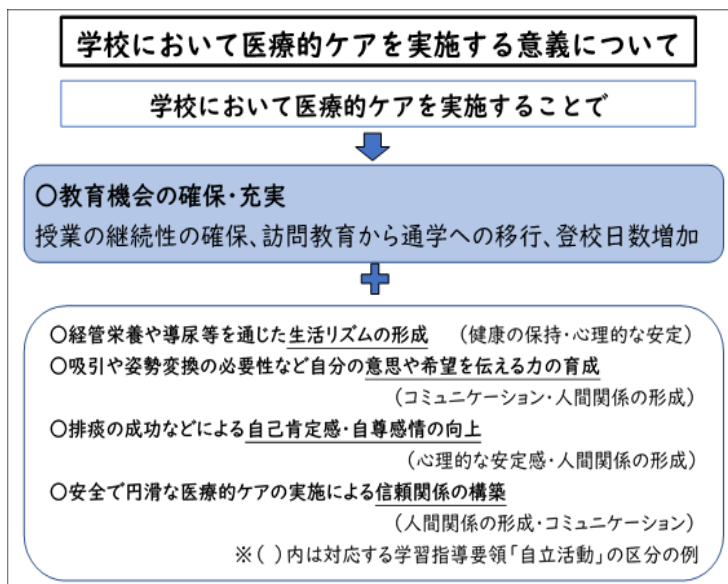 学校において医療的ケアを実施する意義について
学校において医療的ケアを実施することで
○教育機会の確保・充実
授業の継続性の確保、訪問教育から通学への移行、登校日数増加
○経管栄養や導尿等を通じた生活リズムの形成 (健康の保持・心理的な安定)
○吸引や姿勢変換の必要性など自分の意思や希望を伝える力の育成
(コミュニケーション・人間関係の形成)
○排痰の成功などによる自己肯定感・自尊感情の向上
(心理的な安定感・人間関係の形成)
○安全で円滑な医療的ケアの実施による信頼関係の構築
(人間関係の形成・コミュニケーション)
※( )内は対応する学習指導要領「自立活動」の区分の例